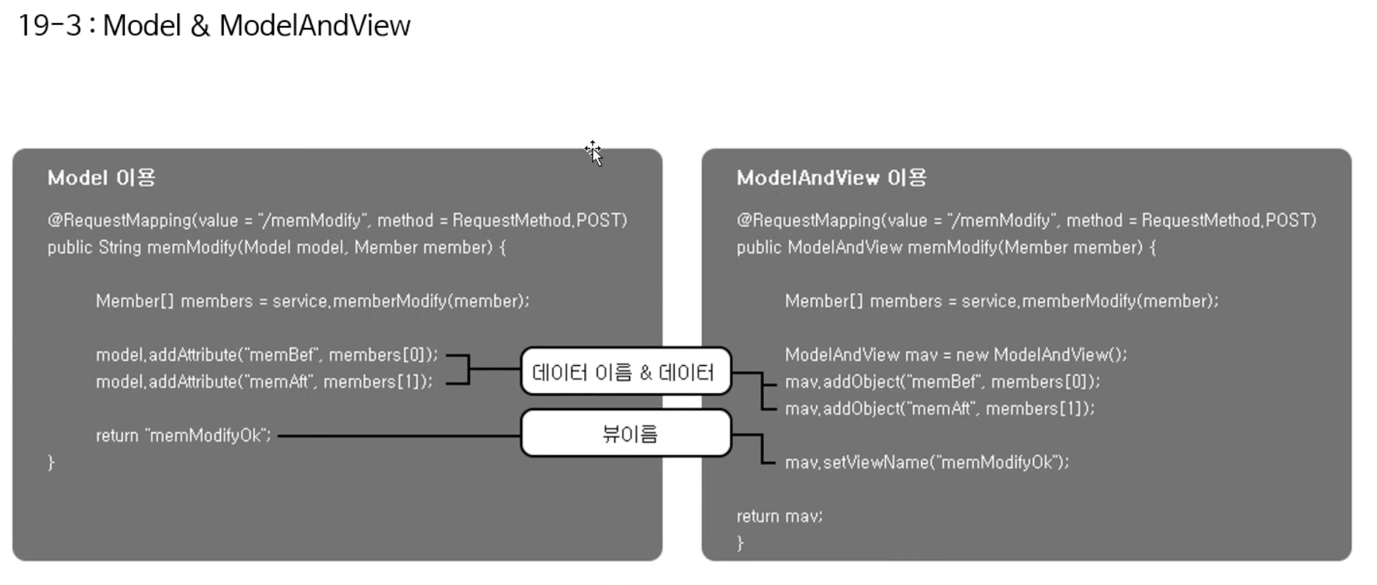 19-3 : Model & ModelAndView
Model 이용
@RequestMapping(value = "/memModify", method = RequestMethod.POST)
public String memModify(Model model, Member member) {
Member[] members = service.memberModify(member);
model.addAttribute("memBef", members[0]);
model.addAttribute("memAft", members[1]);
return "memModifyOk";
}
데이터 이름 & 데이터
뷰이름
ModelAndView 이용
@RequestMapping(value = "/memModify", method = RequestMethod.POST)
public ModelAndView memModify(Member member) {
Member[] members = service.memberModify(member);
ModelAndView mav = new ModelAndView();
mav.addObject("memBef", members[0]);
mav.addObject("memAft", members[1]);
mav.setViewName("memModifyOk");
return mav;
}